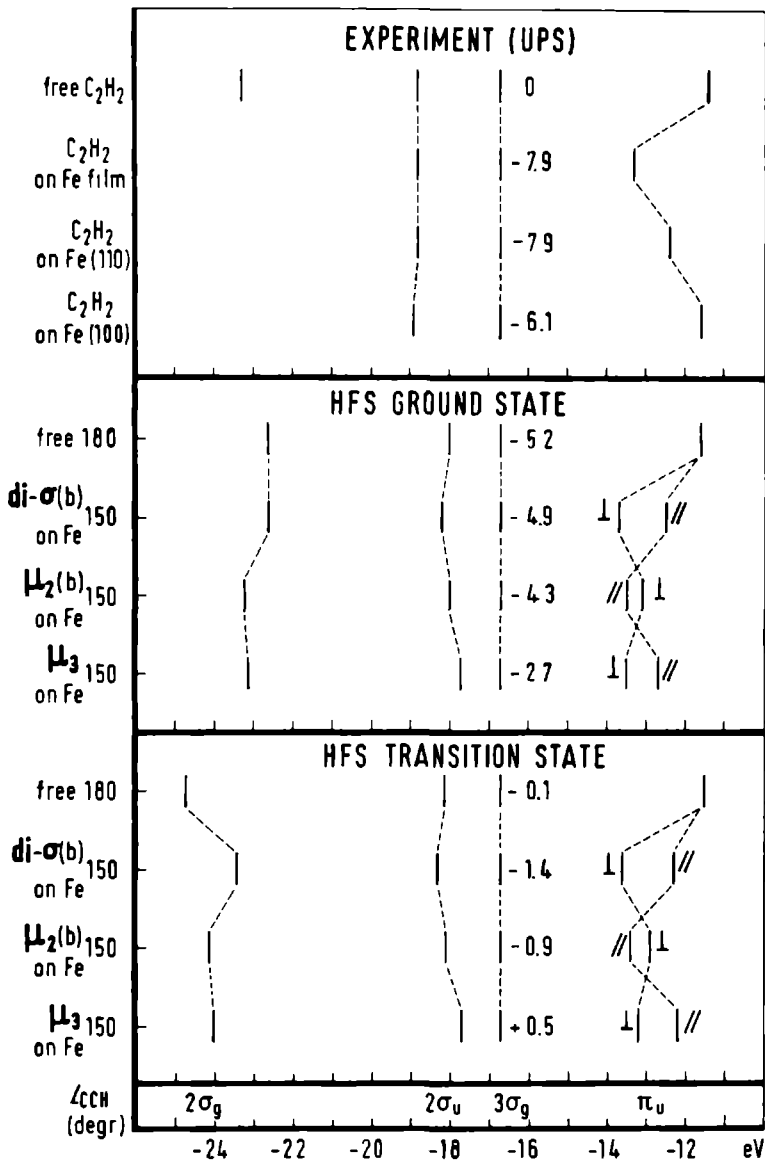 EXPERIMENT (UPS)
free C₂H₂ 0
C₂H₂
on Fe film -7.9
C₂H₂
on Fe (110) -7.9
C₂H₂
on Fe (100) -6.1
HFS GROUND STATE
free 180 -5.2
di-σ(b) 150 -4.9 ⊥ //
on Fe
μ₂(b) 150 -4.3 // ⊥
on Fe
μ₃ 150 -2.7 ⊥ //
on Fe
HFS TRANSITION STATE
free 180 -0.1
di-σ(b) 150 -1.4 ⊥ //
on Fe
μ₂(b) 150 -0.9 // ⊥
on Fe
μ₃ 150 +0.5 ⊥ //
on Fe
∠CCH 2σg 2σu 3σg πu
(degr)
-24 -22 -20 -18 -16 -14 -12 eV